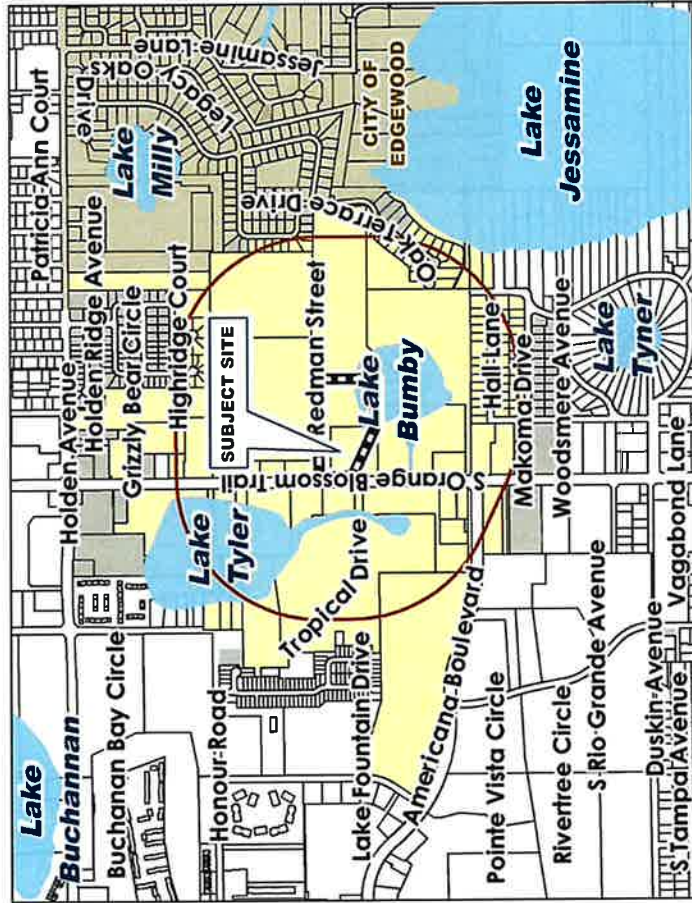 Lake
Buchannan
Buchanan Bay Circle
Honour Road
Lake Fountain Drive
Americana Boulevard
Pointe Vista Circle
Rivertree Circle
S Rio Grande Avenue
Duskin Avenue
S Tampa Avenue
Vagabond Lane
Tropical Drive
Lake
Tyler
Holden Avenue
Holden Ridge Avenue
Grizzly Bear Circle
Highridge Court
SUBJECT SITE
Redman Street
S Orange Blossom Trail
Lake
Bumby
Hall Lane
Makoma Drive
Woodsmere Avenue
Lake
Tyner
Patricia Ann Court
Legacy Oaks
Drive
Jessamine Lane
Lake
Milly
Oak Terrace Drive
CITY OF
EDGEWOOD
Lake
Jessamine